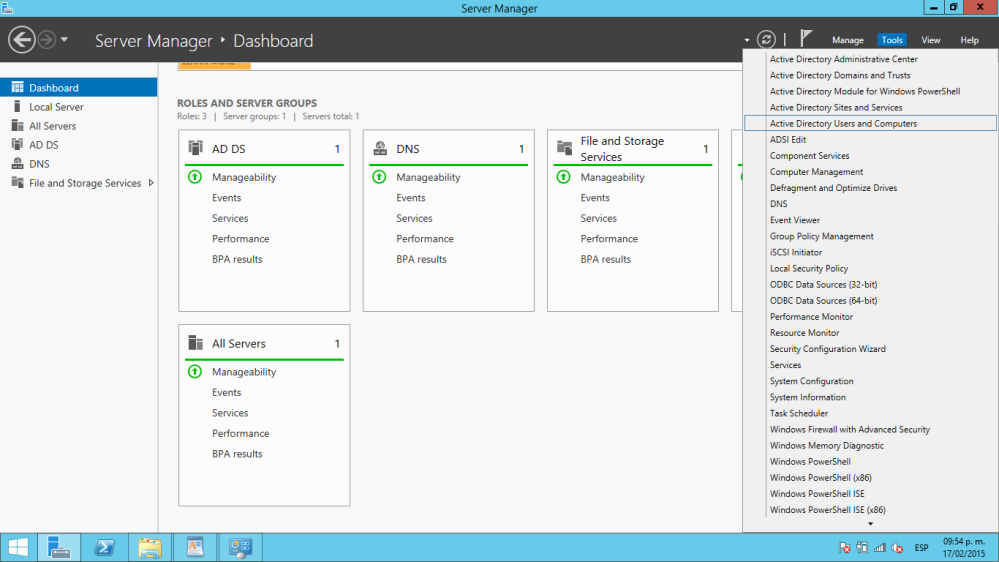 Server Manager
Server Manager • Dashboard
Manage Tools View Help
Dashboard
Local Server
All Servers
AD DS
DNS
File and Storage Services
LEARN MORE
ROLES AND SERVER GROUPS
Roles: 3 | Server groups: 1 | Servers total: 1
AD DS 1
Manageability
Events
Services
Performance
BPA results
DNS 1
Manageability
Events
Services
Performance
BPA results
File and Storage
Services 1
Manageability
Events
Services
Performance
BPA results
All Servers 1
Manageability
Events
Services
Performance
BPA results
Active Directory Administrative Center
Active Directory Domains and Trusts
Active Directory Module for Windows PowerShell
Active Directory Sites and Services
Active Directory Users and Computers
ADSI Edit
Component Services
Computer Management
Defragment and Optimize Drives
DNS
Event Viewer
Group Policy Management
iSCSI Initiator
Local Security Policy
ODBC Data Sources (32-bit)
ODBC Data Sources (64-bit)
Performance Monitor
Resource Monitor
Security Configuration Wizard
Services
System Configuration
System Information
Task Scheduler
Windows Firewall with Advanced Security
Windows Memory Diagnostic
Windows PowerShell
Windows PowerShell (x86)
Windows PowerShell ISE
Windows PowerShell ISE (x86)
ESP
09:54 p. m.
17/02/2015